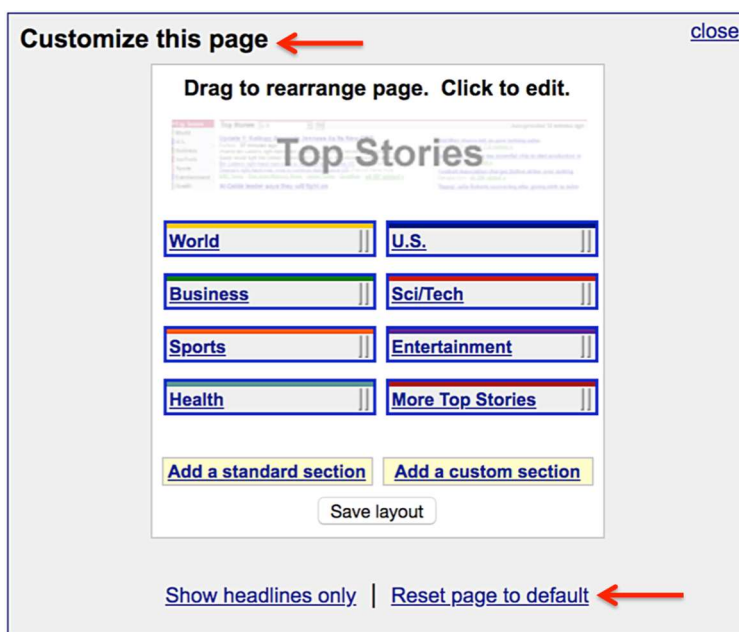 Customize this page
close
Drag to rearrange page.  Click to edit.
Top Stories
World
U.S.
Business
Sci/Tech
Sports
Entertainment
Health
More Top Stories
Add a standard section
Add a custom section
Save layout
Show headlines only | Reset page to default